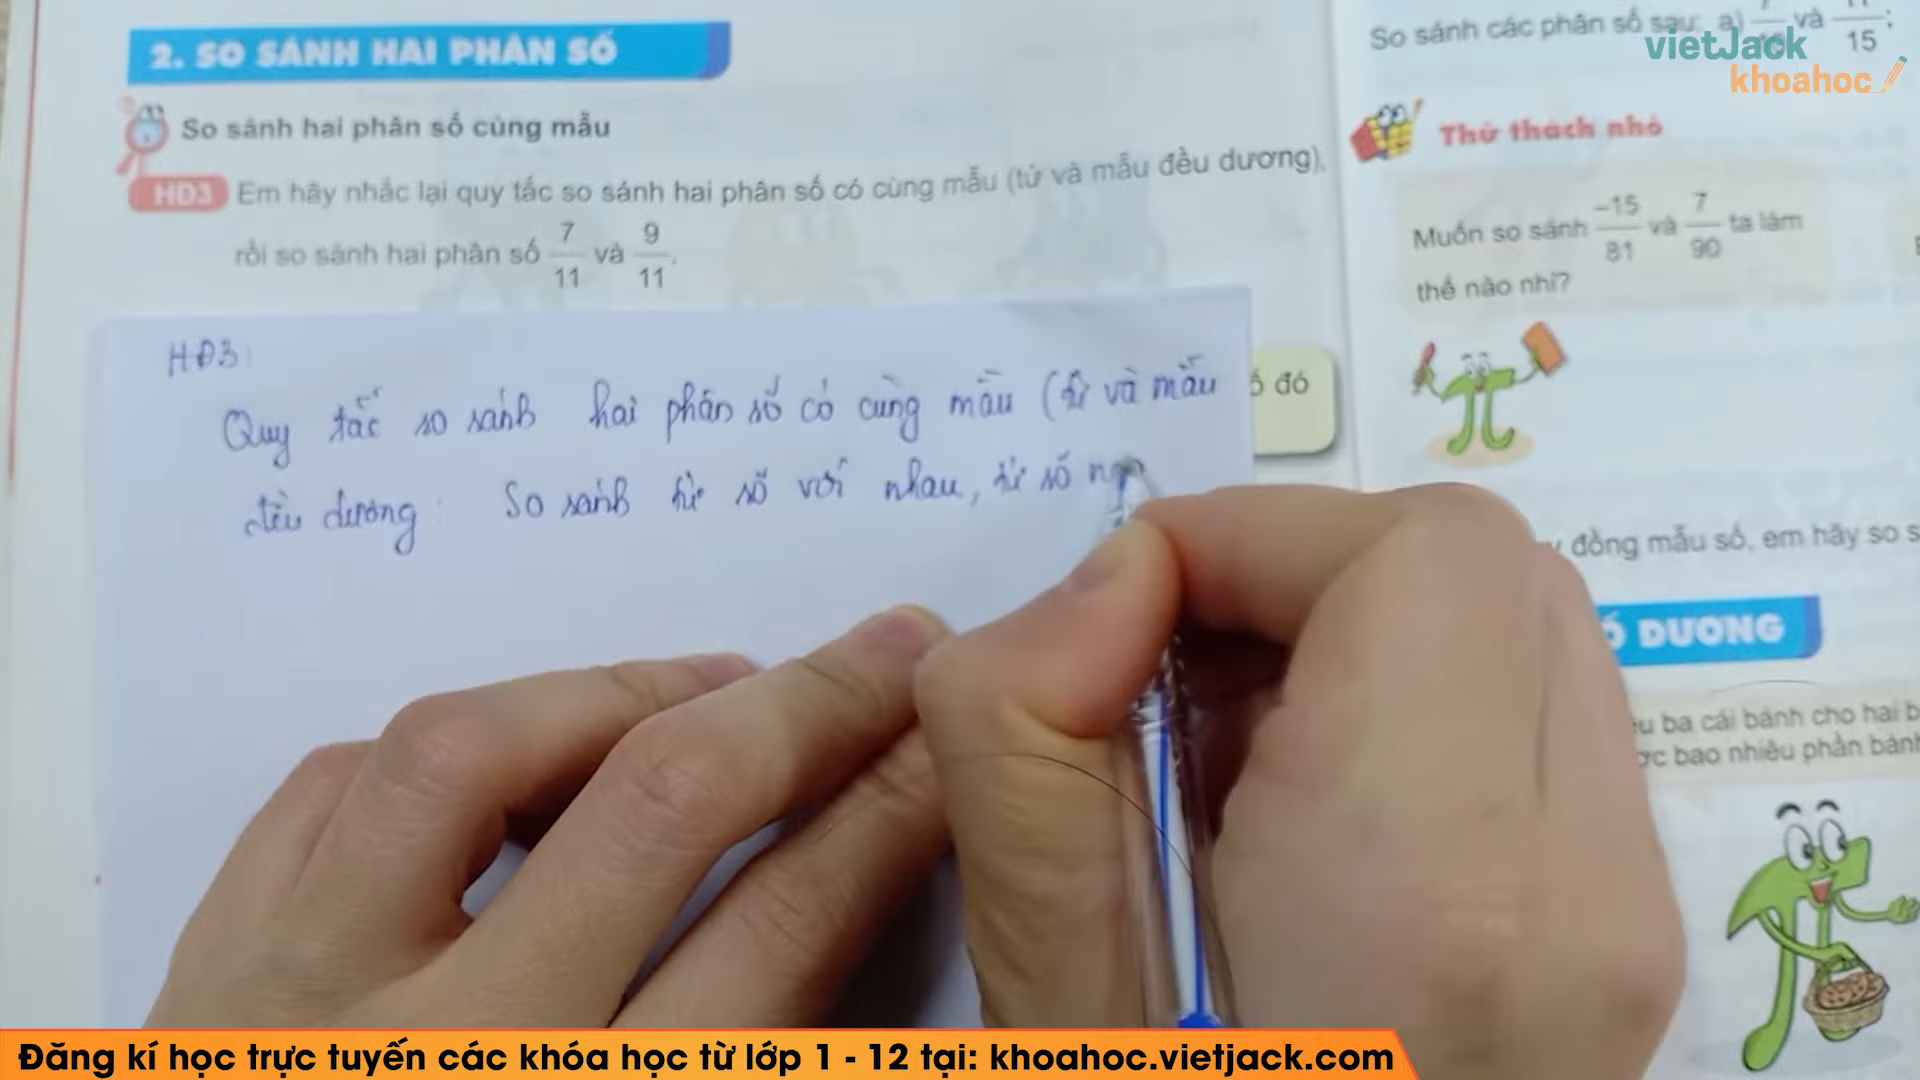 2. SO SÁNH HAI PHÂN SỐ
So sánh hai phân số cùng mẫu
HĐ3 Em hãy nhắc lại quy tắc so sánh hai phân số có cùng mẫu (tử và mẫu đều dương),
rồi so sánh hai phân số 7/11 và 9/11.
HĐ3:
Quy tắc so sánh hai phân số có cùng mẫu (tử và mẫu
đều dương: So sánh tử số với nhau, tử số
So sánh các phân số sau: a) và 11/15;
vietJack
khoahoc
Thử thách nhỏ
Muốn so sánh -15/81 và 7/90 ta làm
thế nào nhỉ?
đó
đồng mẫu số, em hãy so s
Ố DƯƠNG
u ba cái bánh cho hai b
ợc bao nhiêu phần bánh
Đăng kí học trực tuyến các khóa học từ lớp 1 - 12 tại: khoahoc.vietjack.com